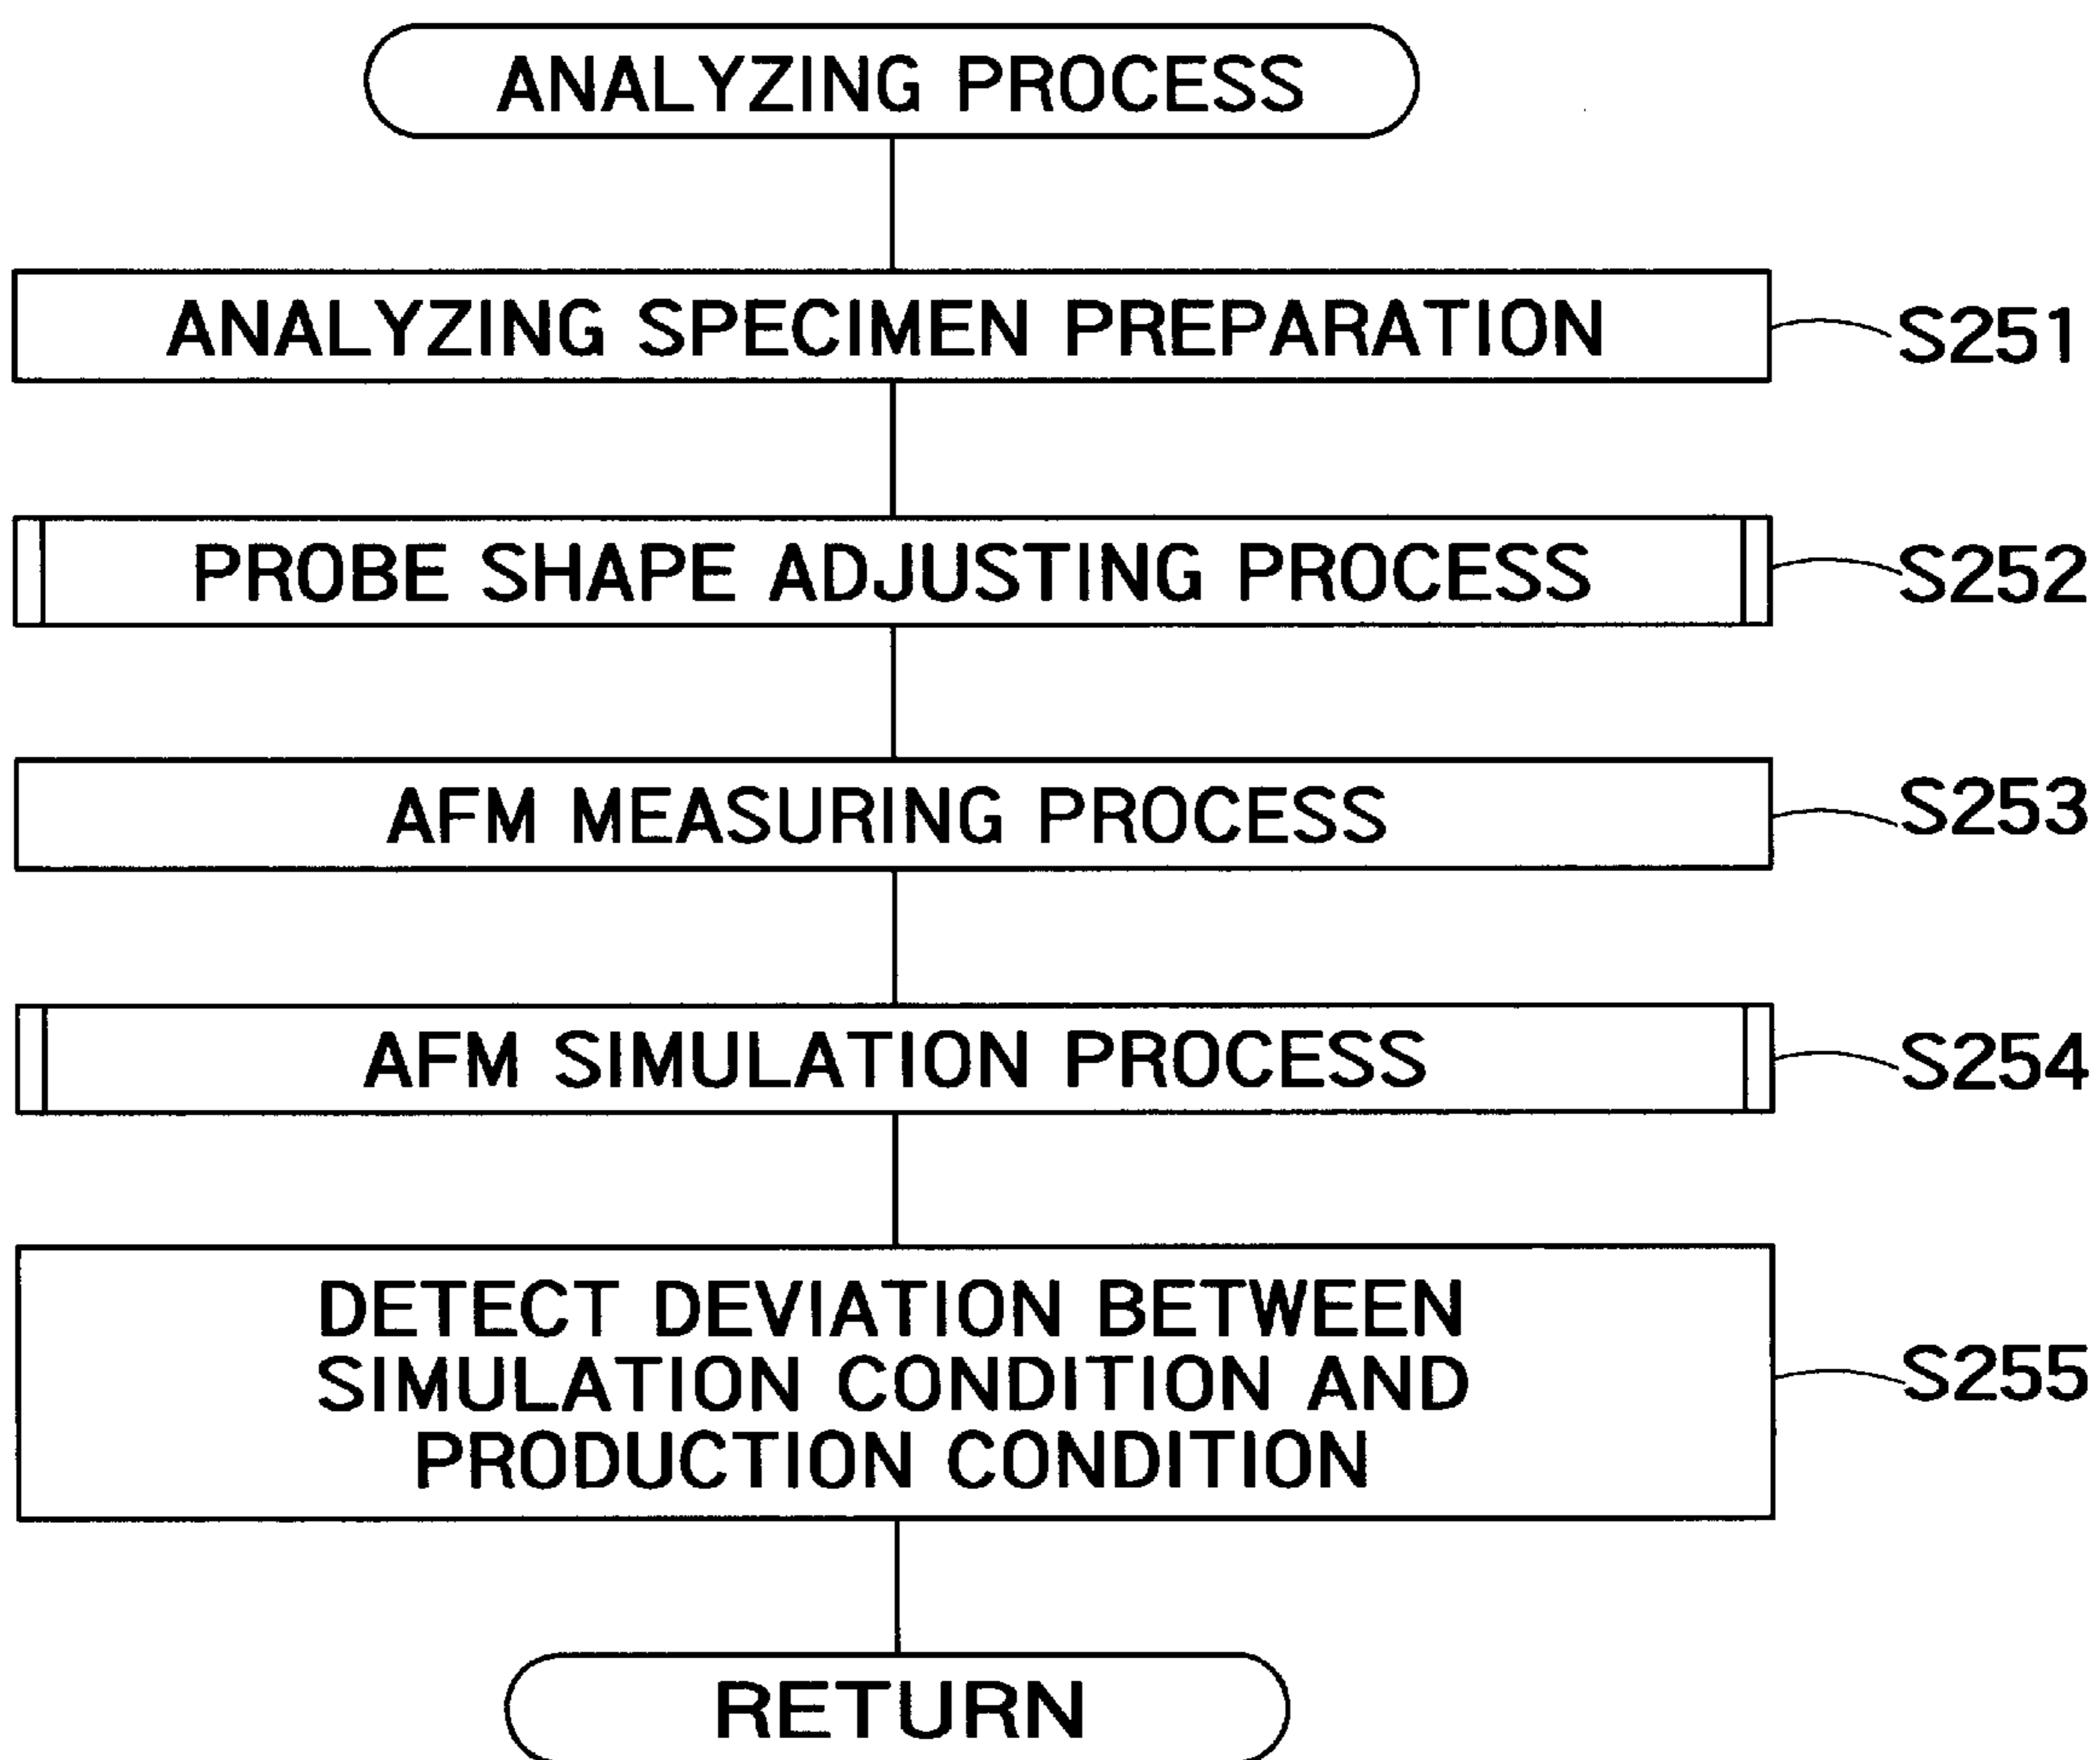 ANALYZING PROCESS
ANALYZING SPECIMEN PREPARATION
S251
PROBE SHAPE ADJUSTING PROCESS
S252
AFM MEASURING PROCESS
S253
AFM SIMULATION PROCESS
S254
DETECT DEVIATION BETWEEN
SIMULATION CONDITION AND
PRODUCTION CONDITION
S255
RETURN